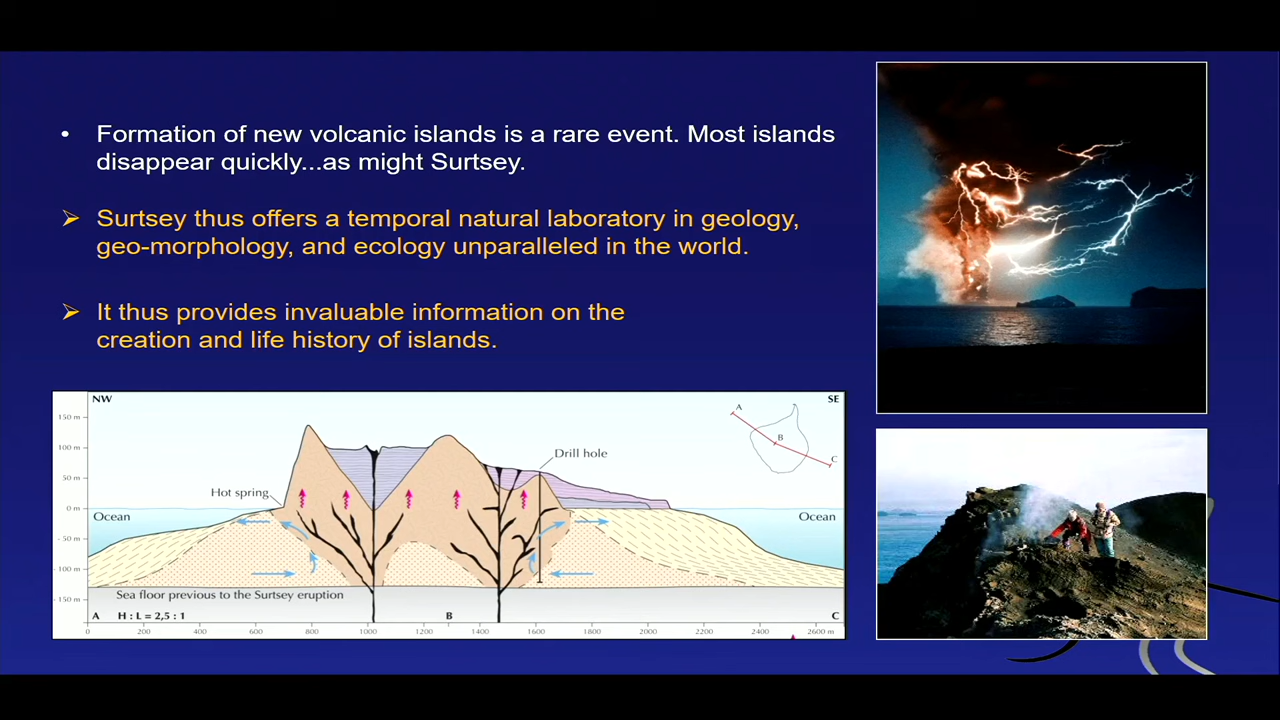 • Formation of new volcanic islands is a rare event. Most islands
disappear quickly...as might Surtsey.
➢ Surtsey thus offers a temporal natural laboratory in geology,
geo-morphology, and ecology unparalleled in the world.
➢ It thus provides invaluable information on the
creation and life history of islands.
NW
SE
150 m
100 m
50 m
0 m
- 50 m
- 100 m
- 150 m
A
B
C
Drill hole
Hot spring
Ocean
Ocean
Sea floor previous to the Surtsey eruption
A H : L = 2,5 : 1 B C
0 200 400 600 800 1000 1200 1400 1600 1800 2000 2200 2400 2600 m